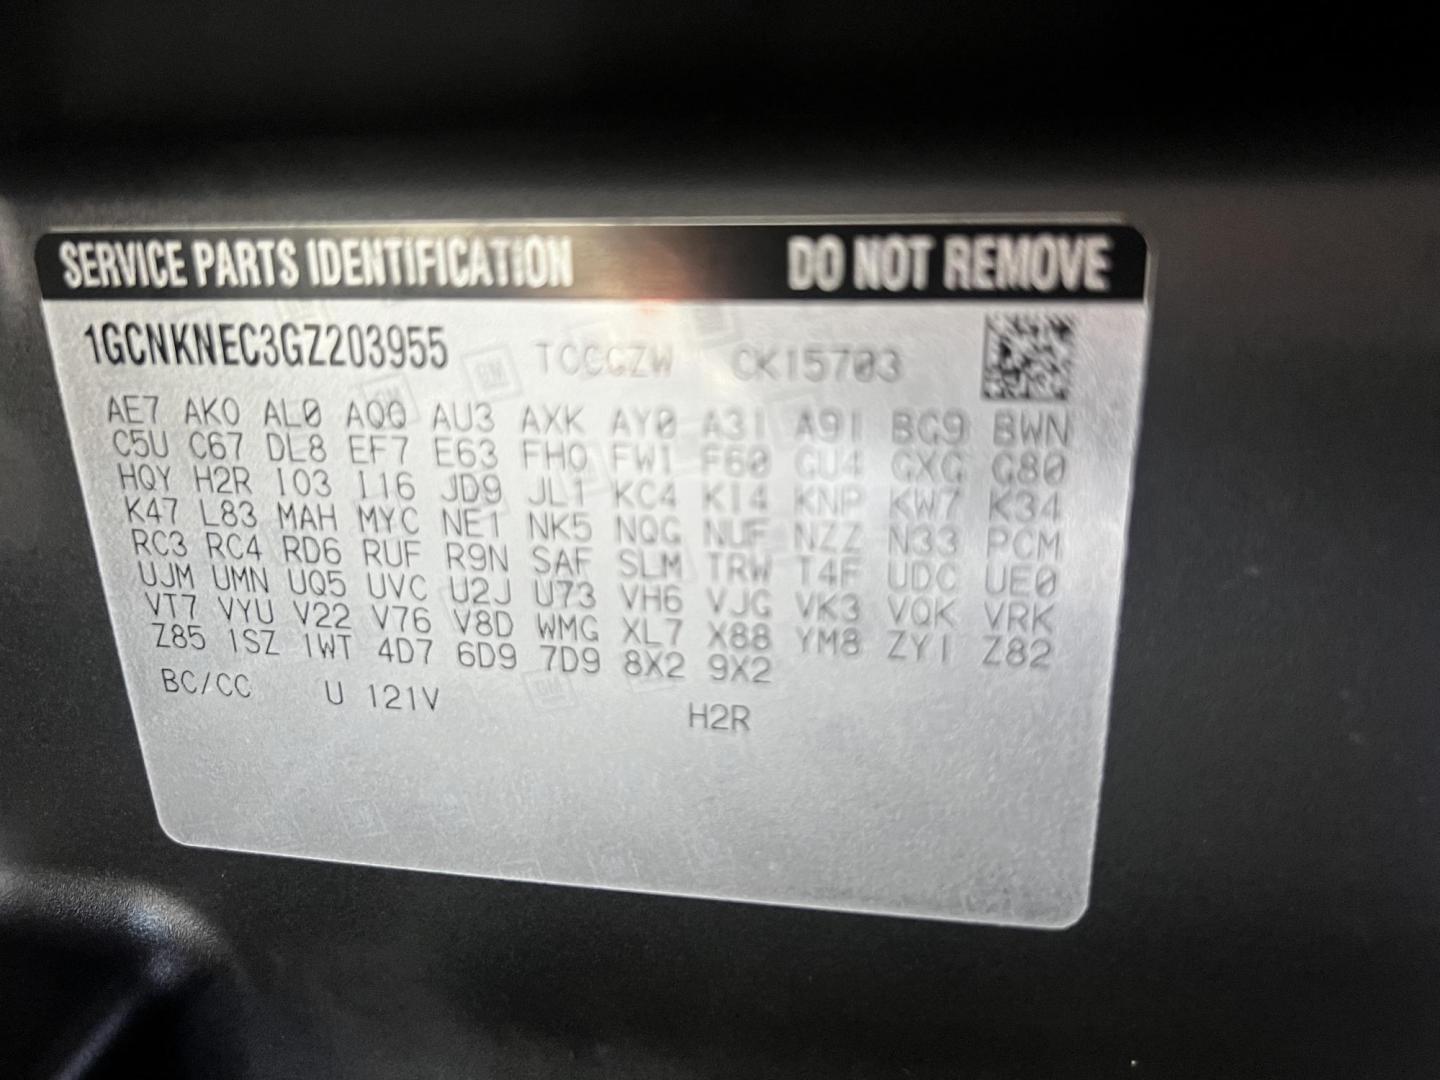 SERVICE PARTS IDENTIFICATION DO NOT REMOVE
1GCNKNEC3GZ203955 TCCGZW CK15703
AE7 AK0 AL0 AQ0 AU3 AXK AY0 A31 A91 BG9 BWN
C5U C67 DL8 EF7 E63 FHO FW1 F60 GU4 GXG G80
HQY H2R IO3 I16 JD9 JL1 KC4 KI4 KNP KW7 K34
K47 L83 MAH MYC NE1 NK5 NQG NUF NZZ N33 PCM
RC3 RC4 RD6 RUF R9N SAF SLM TRW T4F UDC UE0
UJM UMN UQ5 UVC U2J U73 VH6 VJG VK3 VQK VRK
VT7 VYU V22 V76 V8D WMG XL7 X88 YM8 ZY1 Z82
Z85 1SZ 1WT 4D7 6D9 7D9 8X2 9X2
BC/CC U 121V H2R